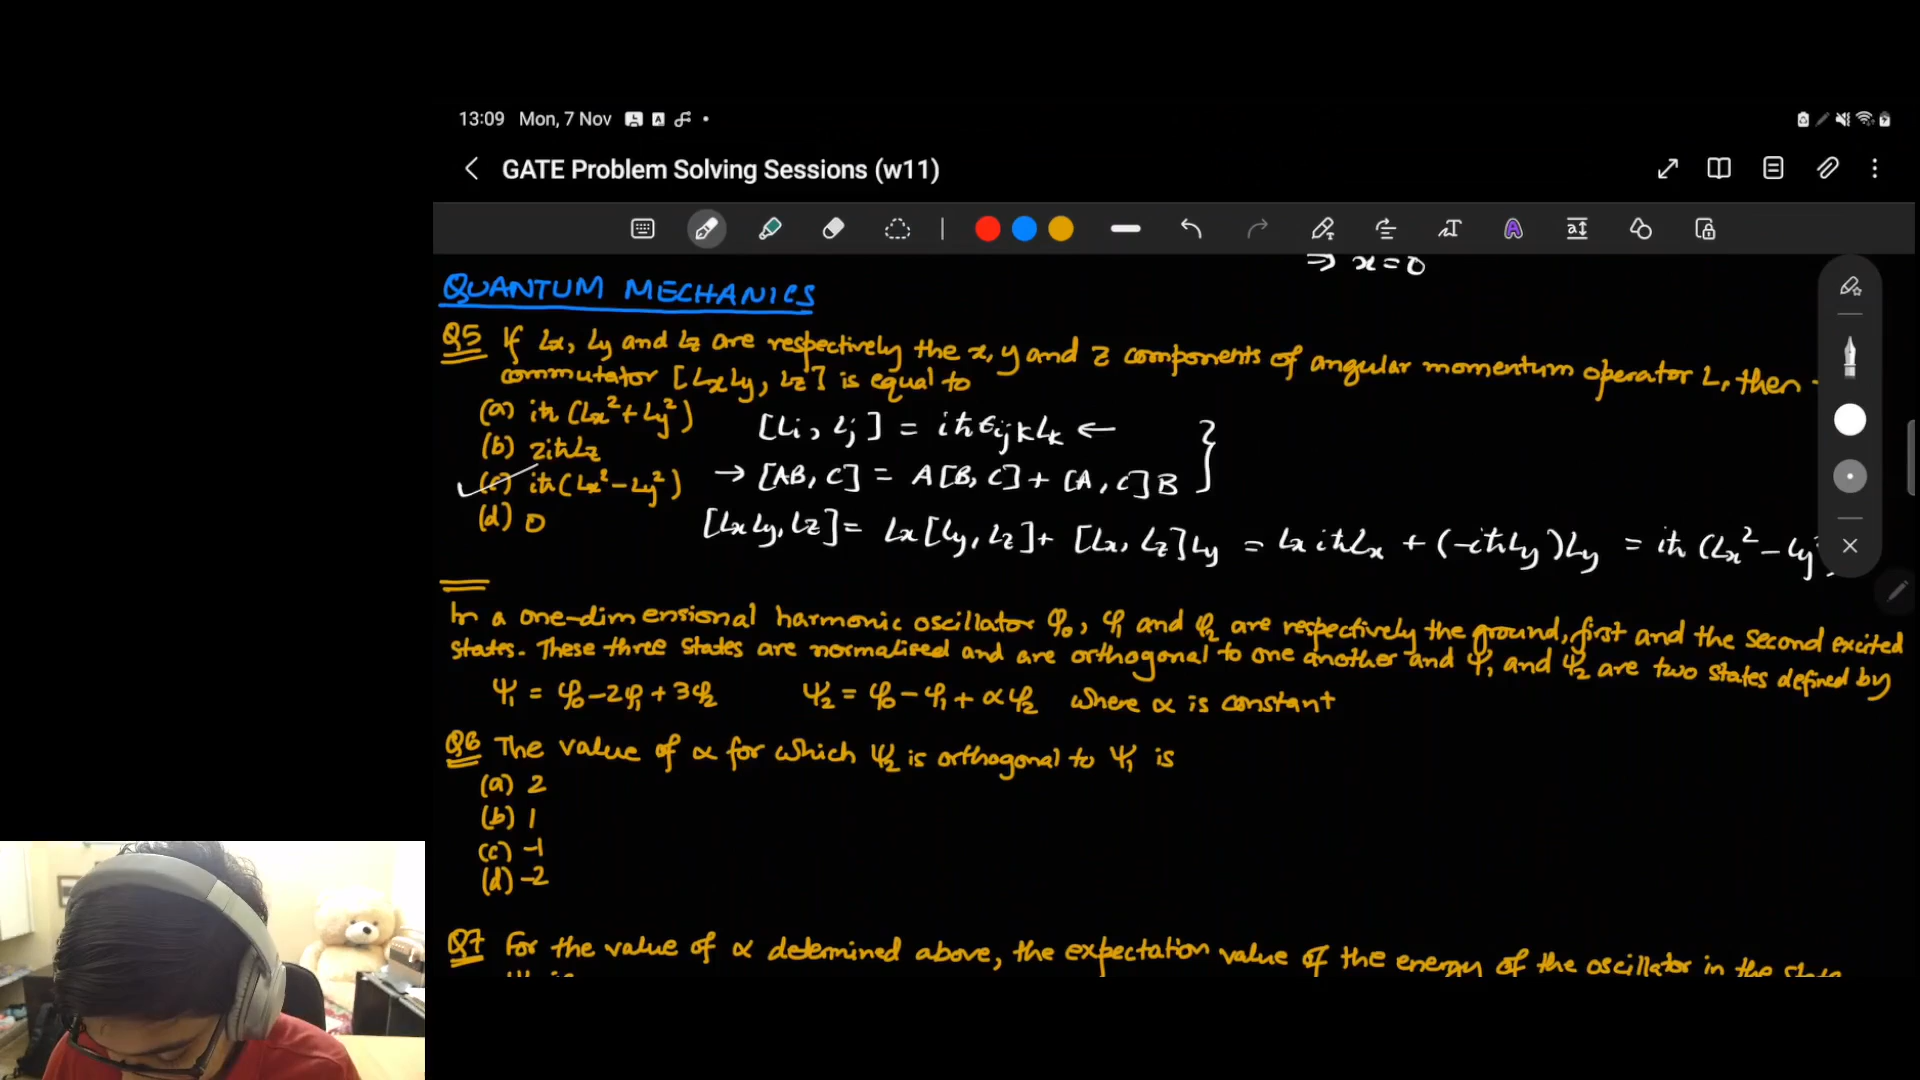 13:09 Mon, 7 Nov
GATE Problem Solving Sessions (w11)
⇒ x=0
QUANTUM MECHANICS
Q5 If Lx, Ly and Lz are respectively the x, y and z components of angular momentum operator L, then
commutator [LxLy, Lz] is equal to
(a) iħ (Lx²+Ly²)
(b) 2iħLz
(c) iħ(Lx²-Ly²)
(d) 0
[Li, Lj] = iħϵijkLk ←
→ [AB, C] = A[B, C] + [A, C]B
[LxLy, Lz] = Lx[Ly, Lz] + [Lx, Lz]Ly = Lx iħLx + (-iħLy)Ly = iħ (Lx² - Ly²
In a one-dimensional harmonic oscillator φ₀, φ₁ and φ₂ are respectively the ground, first and the second excited
states. These three states are normalised and are orthogonal to one another and ψ₁ and ψ₂ are two states defined by
ψ₁ = φ₀-2φ₁+3φ₂ ψ₂ = φ₀-φ₁+αφ₂ where α is constant
Q6 The value of α for which ψ₂ is orthogonal to ψ₁ is
(a) 2
(b) 1
(c) -1
(d) -2
Q7 For the value of α determined above, the expectation value of the energy of the oscillator in the state